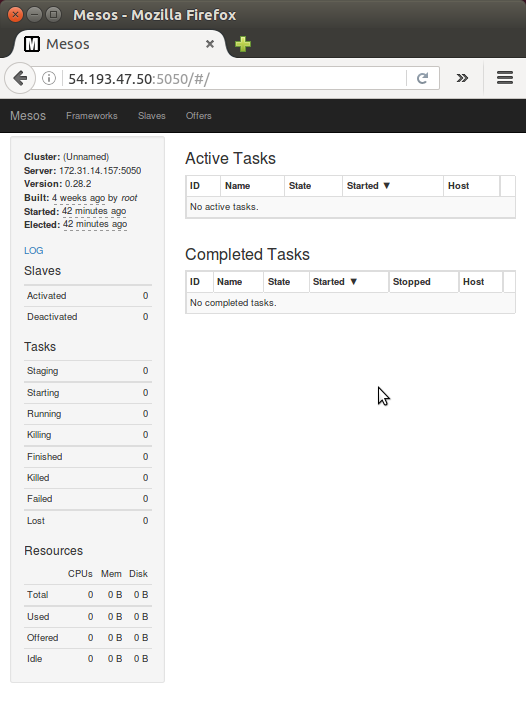 Mesos - Mozilla Firefox
Mesos
54.193.47.50:5050/#/
Mesos Frameworks Slaves Offers
Cluster: (Unnamed)
Server: 172.31.14.157:5050
Version: 0.28.2
Built: 4 weeks ago by root
Started: 42 minutes ago
Elected: 42 minutes ago
LOG
Slaves
Activated 0
Deactivated 0
Tasks
Staging 0
Starting 0
Running 0
Killing 0
Finished 0
Killed 0
Failed 0
Lost 0
Resources
CPUs Mem Disk
Total 0 0 B 0 B
Used 0 0 B 0 B
Offered 0 0 B 0 B
Idle 0 0 B 0 B
Active Tasks
ID Name State Started ▼ Host
No active tasks.
Completed Tasks
ID Name State Started ▼ Stopped Host
No completed tasks.